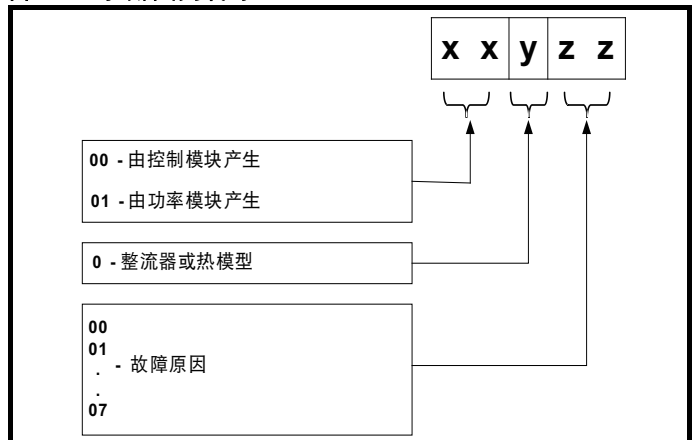 x x y z z
00 - 由控制模块产生
01 - 由功率模块产生
0 - 整流器或热模型
00
01
.
- 故障原因
.
07